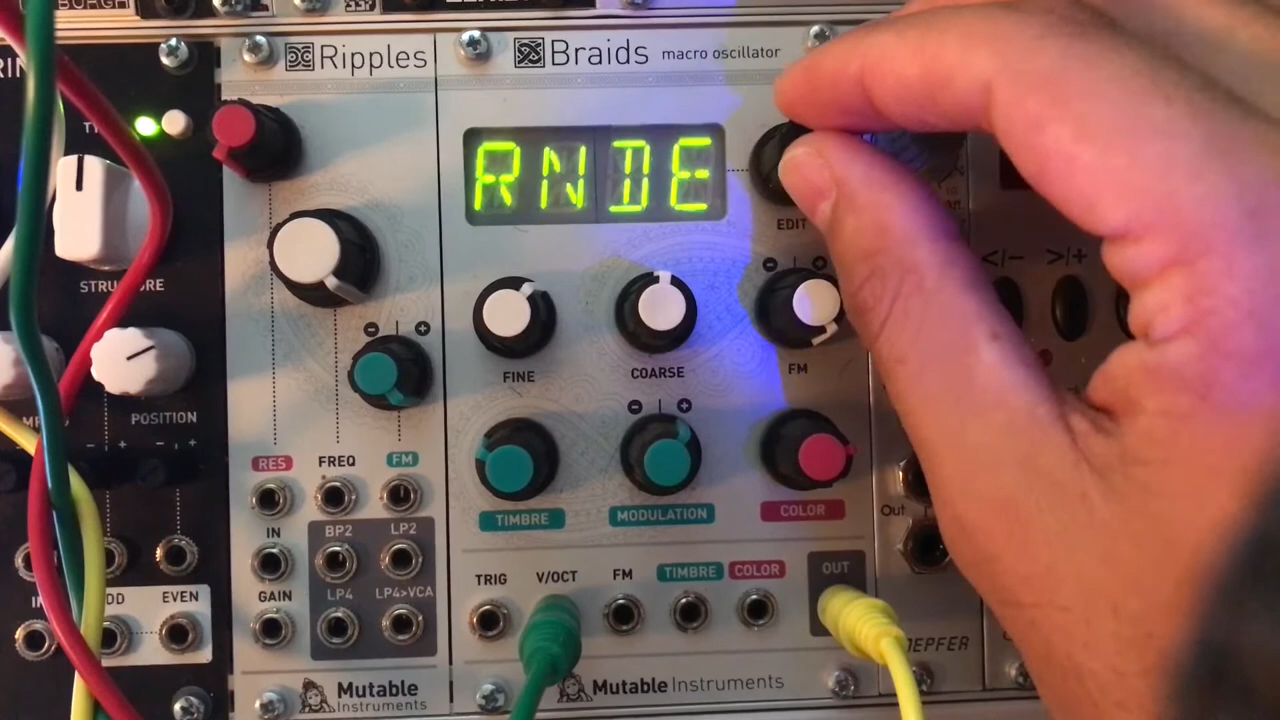 Ripples
Braids macro oscillator
RNDE
EDIT
STRUCTURE
FINE
COARSE
FM
</- >/+
POSITION
RES
FREQ
FM
TIMBRE
MODULATION
COLOR
Out
IN
BP2
LP2
TRIG
V/OCT
FM
TIMBRE
COLOR
OUT
EVEN
GAIN
LP4
LP4>VCA
Mutable
Instruments
Mutable Instruments